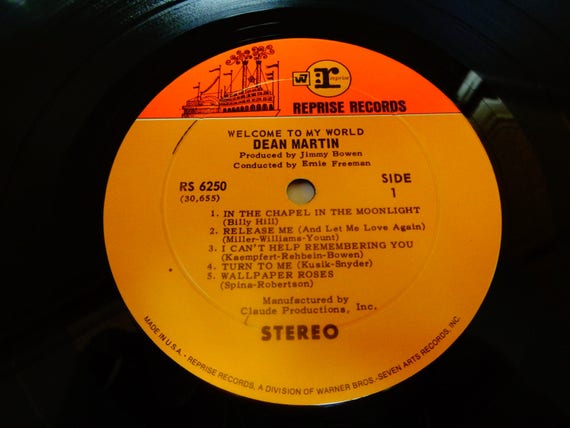 W7
r: reprise
REPRISE RECORDS
WELCOME TO MY WORLD
DEAN MARTIN
Produced by Jimmy Bowen
Conducted by Ernie Freeman
RS 6250
(30,655)
SIDE
1
1. IN THE CHAPEL IN THE MOONLIGHT
(Billy Hill)
2. RELEASE ME (And Let Me Love Again)
(Miller-Williams-Yount)
3. I CAN'T HELP REMEMBERING YOU
(Kaempfert-Rehbein-Bowen)
4. TURN TO ME (Kusik-Snyder)
5. WALLPAPER ROSES
(Spina-Robertson)
Manufactured by
Claude Productions, Inc.
STEREO
MADE IN U.S.A. • REPRISE RECORDS, A DIVISION OF WARNER BROS.-SEVEN ARTS RECORDS, INC.